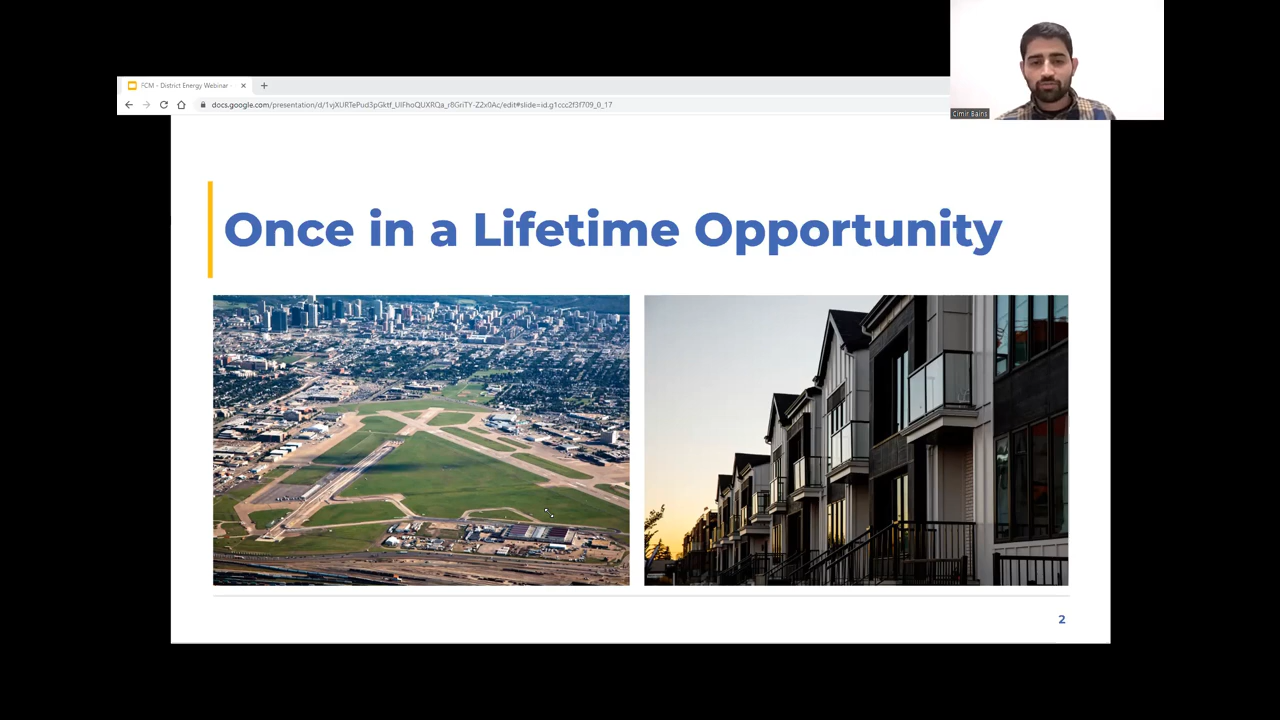 FCM - District Energy Webinar
docs.google.com/presentation/d/1vjXURTePud3pGktf_UiFhoQUXRQa_r8GriTY-Z2x0Ac/edit#slide=id.g1ccc2f3f709_0_17
Cimir Bains
Once in a Lifetime Opportunity
2